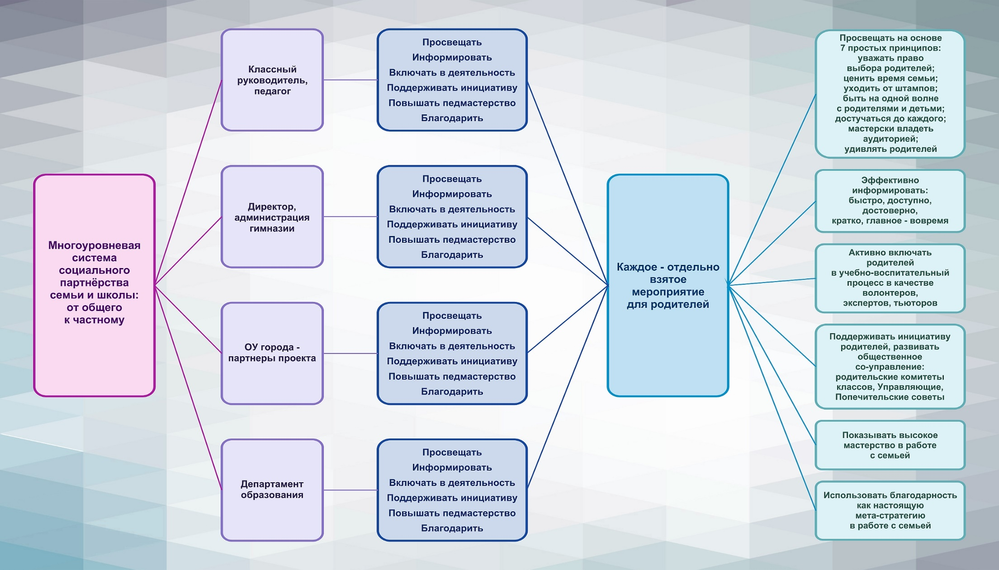 Многоуровневая
система
социального
партнёрства
семьи и школы:
от общего
к частному
Классный
руководитель,
педагог
Просвещать
Информировать
Включать в деятельность
Поддерживать инициативу
Повышать педмастерство
Благодарить
Директор,
администрация
гимназии
Просвещать
Информировать
Включать в деятельность
Поддерживать инициативу
Повышать педмастерство
Благодарить
ОУ города -
партнеры проекта
Просвещать
Информировать
Включать в деятельность
Поддерживать инициативу
Повышать педмастерство
Благодарить
Департамент
образования
Просвещать
Информировать
Включать в деятельность
Поддерживать инициативу
Повышать педмастерство
Благодарить
Каждое - отдельно
взятое
мероприятие
для родителей
Просвещать на основе
7 простых принципов:
уважать право
выбора родителей;
ценить время семьи;
уходить от штампов;
быть на одной волне
с родителями и детьми;
достучаться до каждого;
мастерски владеть
аудиторией;
удивлять родителей
Эффективно
информировать:
быстро, доступно,
достоверно,
кратко, главное - вовремя
Активно включать
родителей
в учебно-воспитательный
процесс в качестве
волонтеров,
экспертов, тьюторов
Поддерживать инициативу
родителей, развивать
общественное
со-управление:
родительские комитеты
классов, Управляющие,
Попечительские советы
Показывать высокое
мастерство в работе
с семьей
Использовать благодарность
как настоящую
мета-стратегию
в работе с семьей